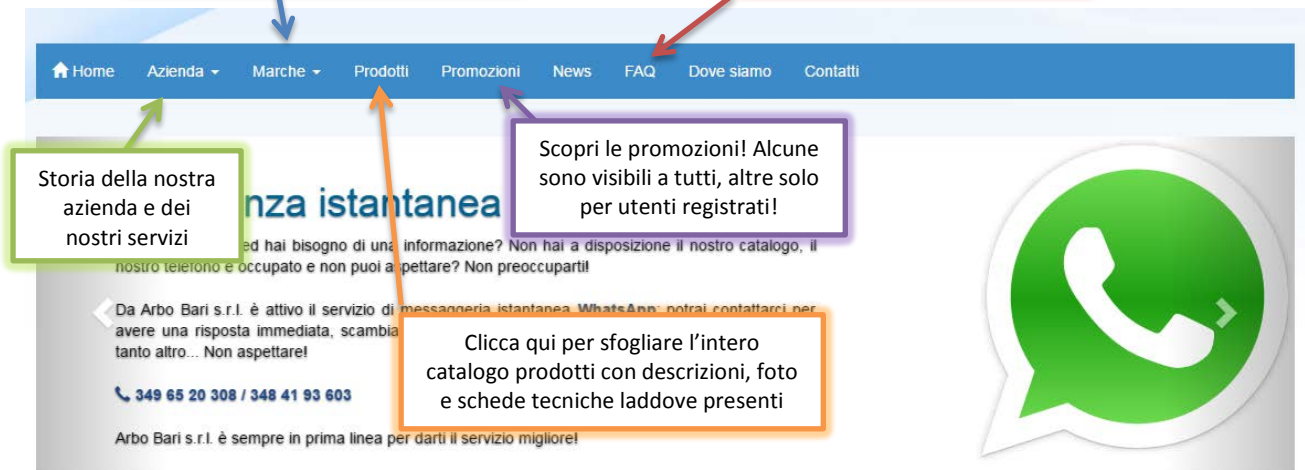 Home Azienda Marche Prodotti Promozioni News FAQ Dove siamo Contatti
Storia della nostra
azienda e dei
nostri servizi
Scopri le promozioni! Alcune
sono visibili a tutti, altre solo
per utenti registrati!
nza istantanea
ed hai bisogno di una informazione? Non hai a disposizione il nostro catalogo, il
nostro telefono è occupato e non puoi aspettare? Non preoccuparti!
Da Arbo Bari s.r.l. è attivo il servizio di messaggeria istantanea WhatsApp: potrai contattarci per
avere una risposta immediata, scambia
tanto altro... Non aspettare!
Clicca qui per sfogliare l’intero
catalogo prodotti con descrizioni, foto
e schede tecniche laddove presenti
349 65 20 308 / 348 41 93 603
Arbo Bari s.r.l. è sempre in prima linea per darti il servizio migliore!